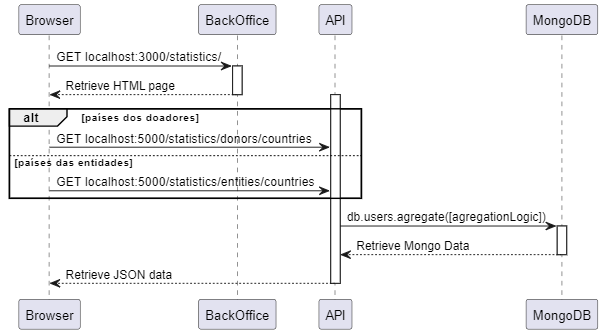 Browser BackOffice API MongoDB
GET localhost:3000/statistics/
Retrieve HTML page
alt [países dos doadores]
GET localhost:5000/statistics/donors/countries
[países das entidades]
GET localhost:5000/statistics/entities/countries
db.users.agregate([agregationLogic])
Retrieve Mongo Data
Retrieve JSON data
Browser BackOffice API MongoDB